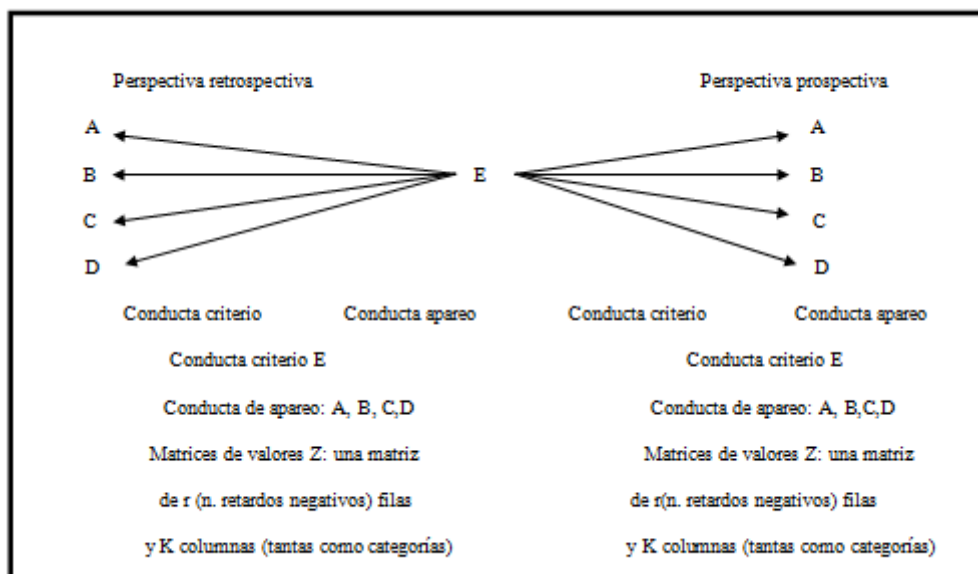 Perspectiva retrospectiva Perspectiva prospectiva
A A
B E B
C C
D D
Conducta criterio Conducta apareo Conducta criterio Conducta apareo
Conducta criterio E Conducta criterio E
Conducta de apareo: A, B, C,D Conducta de apareo: A, B,C,D
Matrices de valores Z: una matriz Matrices de valores Z: una matriz
de r (n. retardos negativos) filas de r(n. retardos negativos) filas
y K columnas (tantas como categorías) y K columnas (tantas como categorías)